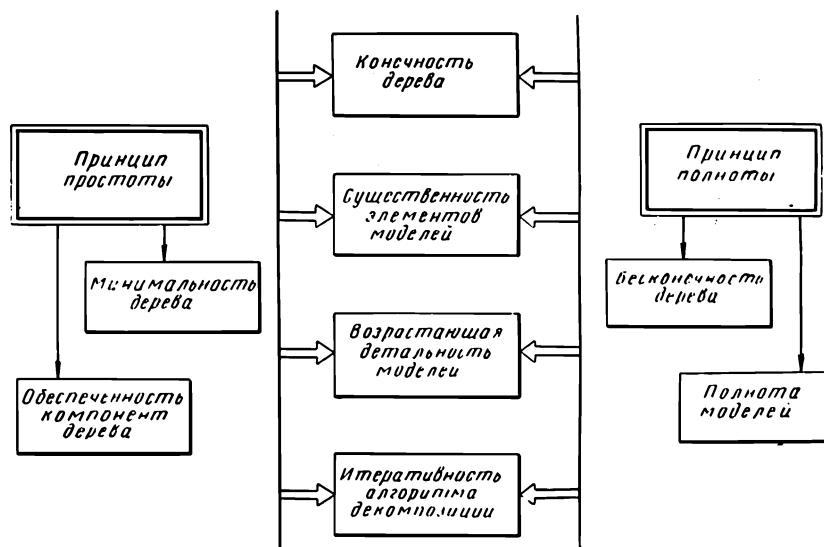 Конечность
дерева
Принцип
простоты
Принцип
полноты
Существенность
элементов
моделей
Минимальность
дерева
Бесконечность
дерева
Возрастающая
детальность
моделей
Обеспеченность
компонент
дерева
Полнота
моделей
Итеративность
алгоритма
декомпозиции